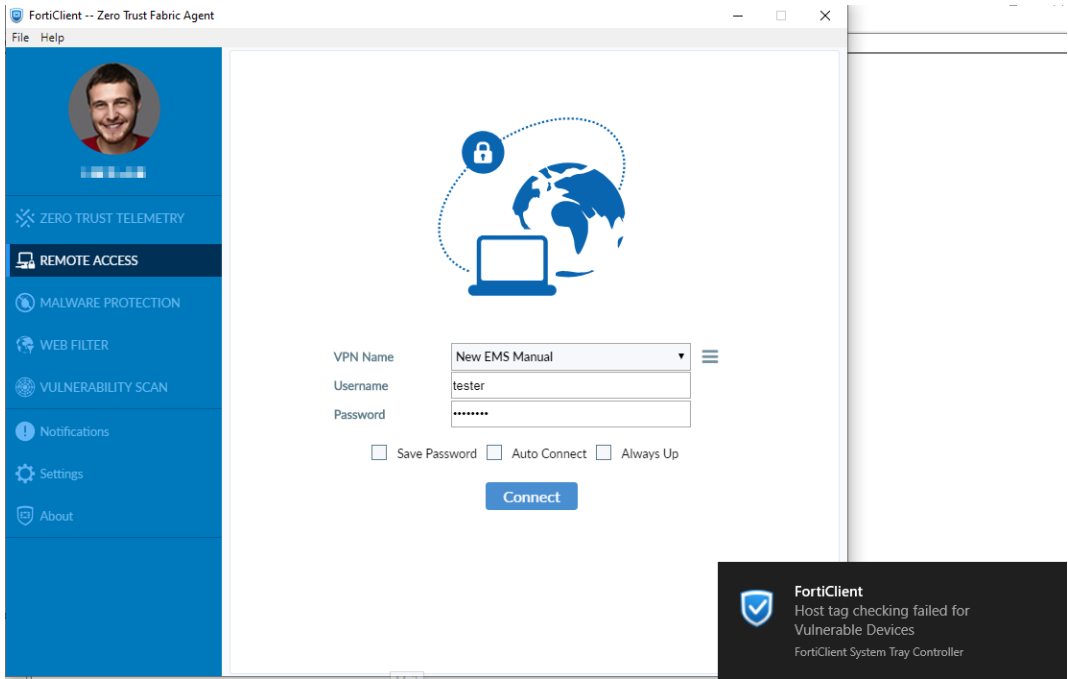 FortiClient -- Zero Trust Fabric Agent
File Help
ZERO TRUST TELEMETRY
REMOTE ACCESS
MALWARE PROTECTION
WEB FILTER
VULNERABILITY SCAN
Notifications
Settings
About
VPN Name New EMS Manual
Username tester
Password ••••••••
Save Password Auto Connect Always Up
Connect
FortiClient
Host tag checking failed for
Vulnerable Devices
FortiClient System Tray Controller